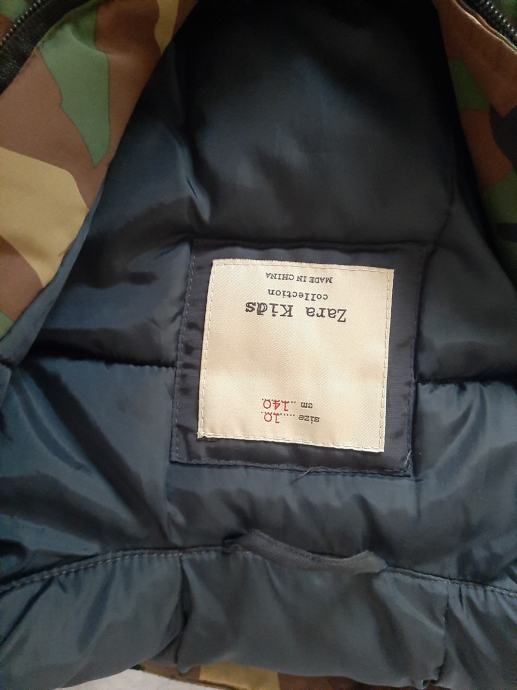 size ....10...
cm ...140...
Zara Kids
collection
MADE IN CHINA